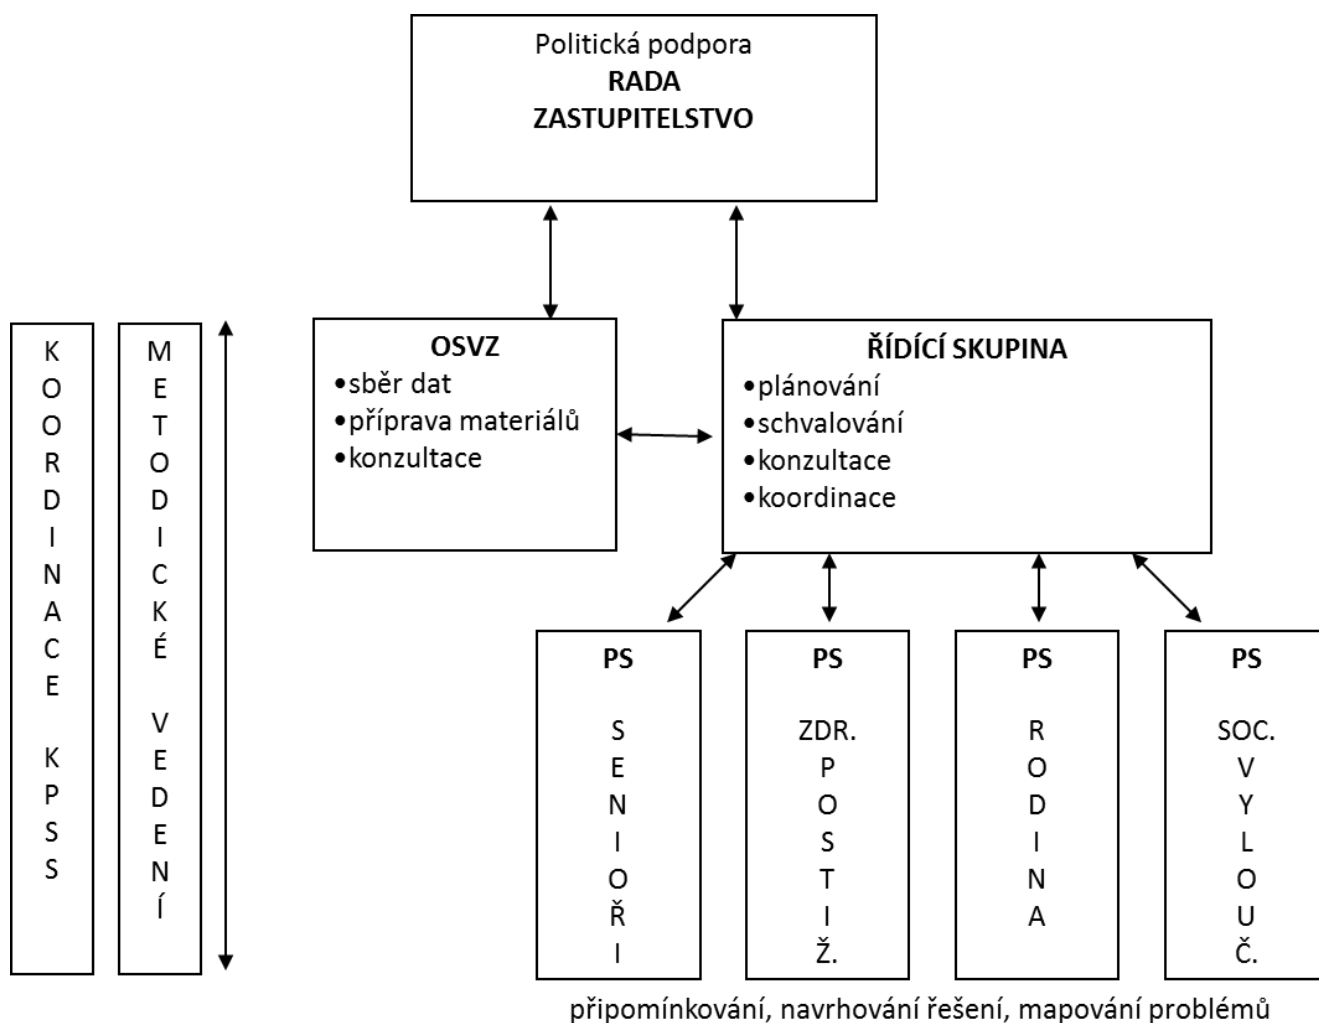 Politická podpora
RADA
ZASTUPITELSTVO
KOORDINACE KPSS
METODICKÉ VEDENÍ
OSVZ
•sběr dat
•příprava materiálů
•konzultace
ŘÍDÍCÍ SKUPINA
•plánování
•schvalování
•konzultace
•koordinace
PS
SENIOŘI
PS
ZDR.
POSTIŽ.
PS
RODINA
PS
SOC.
VYLOUČ.
připomínkování, navrhování řešení, mapování problémů